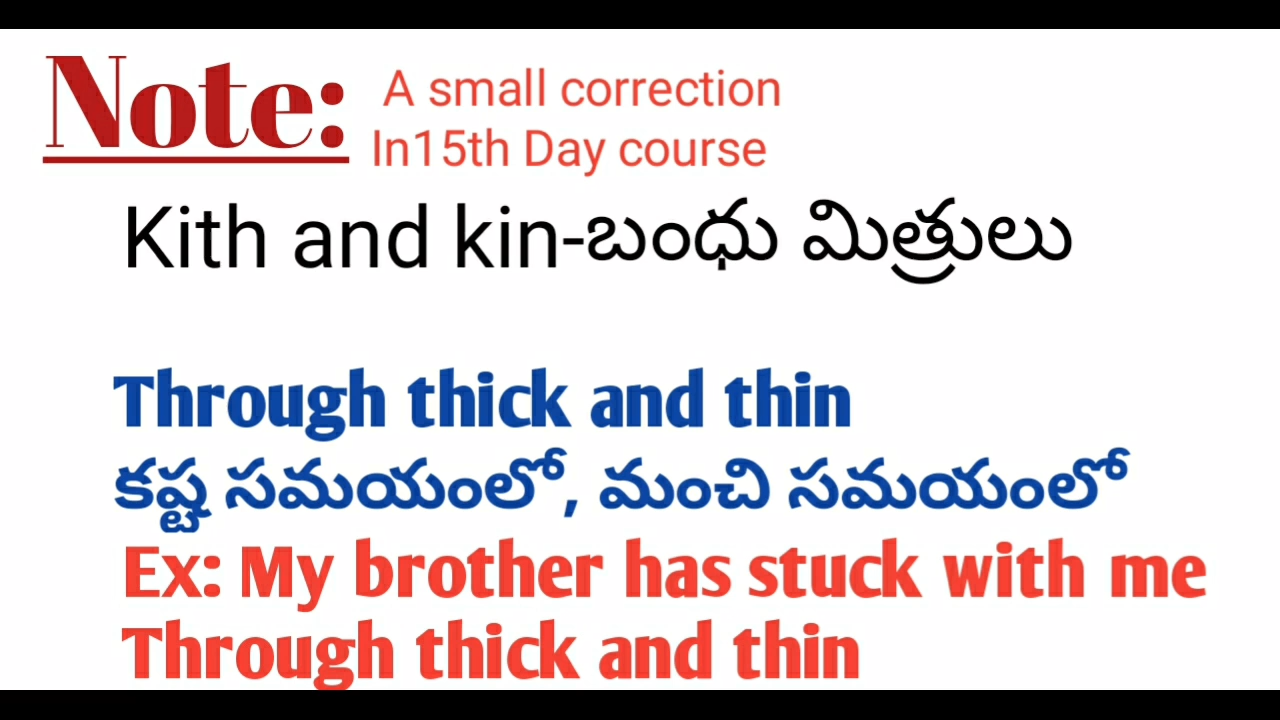 Note:
A small correction
In15th Day course
Kith and kin-బంధు మిత్రులు
Through thick and thin
కష్ట సమయంలో, మంచి సమయంలో
Ex: My brother has stuck with me
Through thick and thin